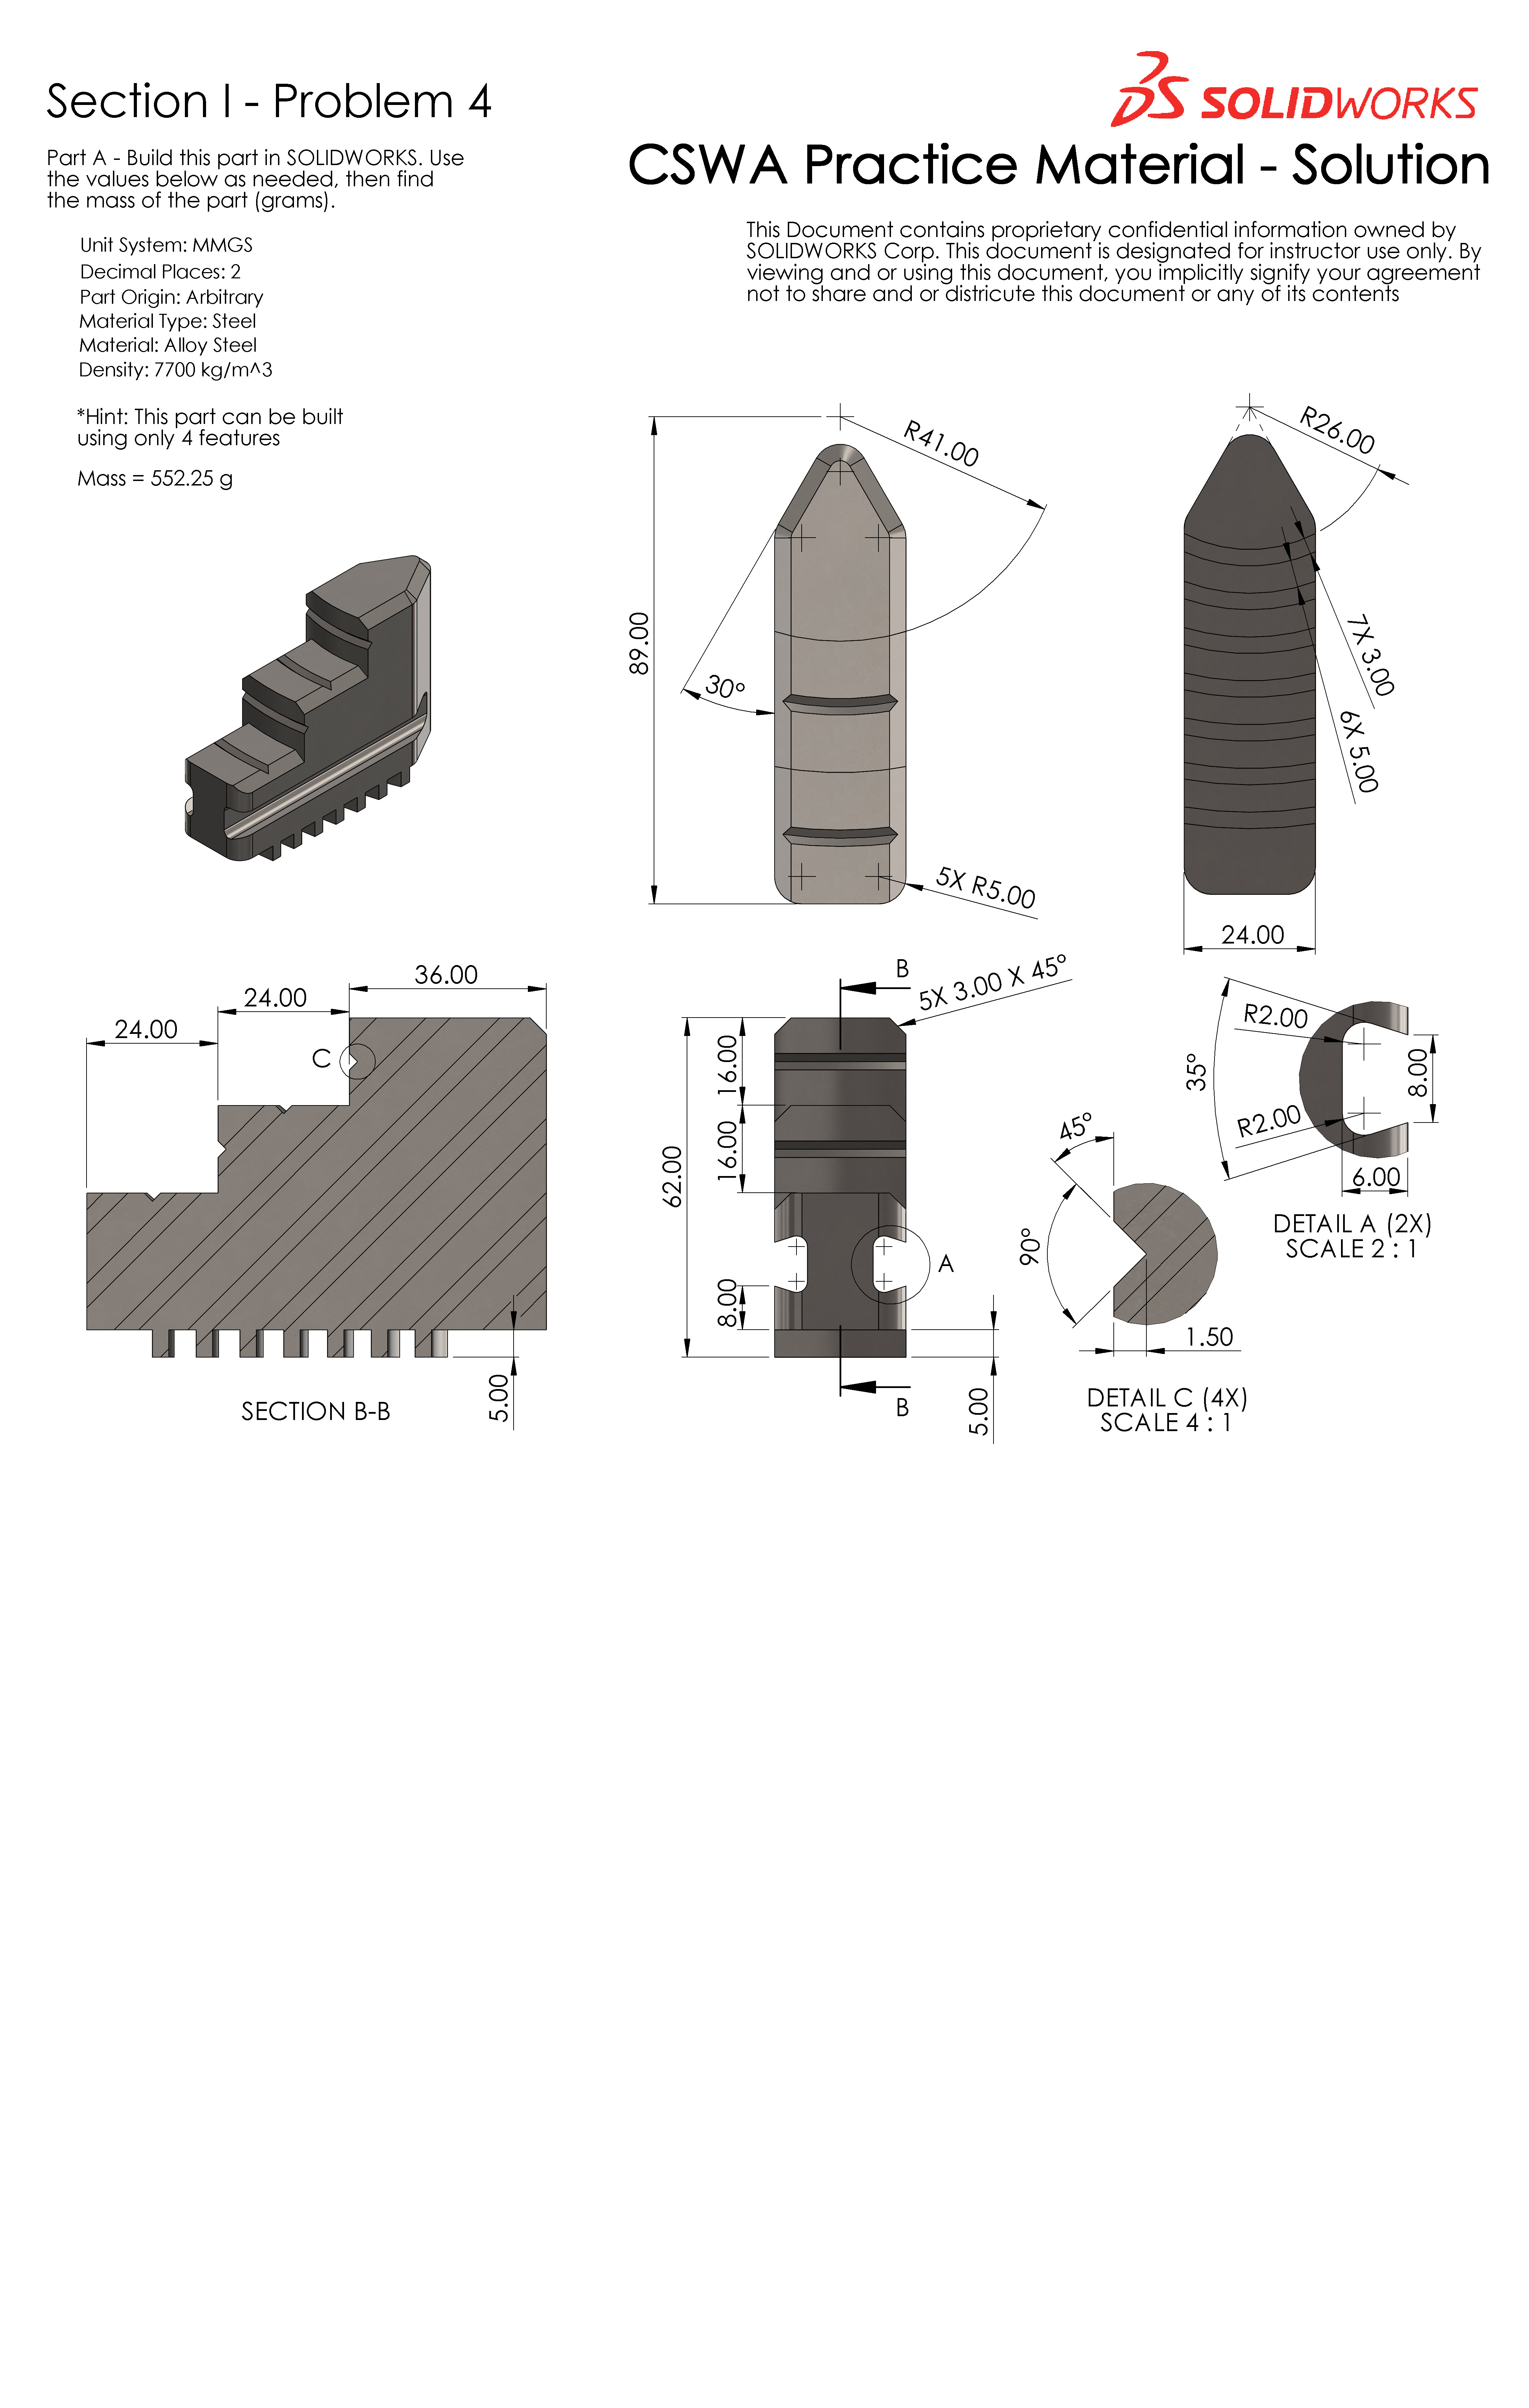 Section I - Problem 4
Part A - Build this part in SOLIDWORKS. Use
the values below as needed, then find
the mass of the part (grams).
Unit System: MMGS
Decimal Places: 2
Part Origin: Arbitrary
Material Type: Steel
Material: Alloy Steel
Density: 7700 kg/m^3
*Hint: This part can be built
using only 4 features
Mass = 552.25 g
SOLIDWORKS
CSWA Practice Material - Solution
This Document contains proprietary confidential information owned by
SOLIDWORKS Corp. This document is designated for instructor use only. By
viewing and or using this document, you implicitly signify your agreement
not to share and or districute this document or any of its contents
R41.00
89.00
30°
5X R5.00
R26.00
7X 3.00
6X 5.00
24.00
36.00
24.00
24.00
C
5.00
SECTION B-B
B
5X 3.00 X 45°
16.00
16.00
62.00
8.00
A
5.00
B
35°
R2.00
R2.00
8.00
6.00
DETAIL A (2X)
SCALE 2 : 1
45°
90°
1.50
DETAIL C (4X)
SCALE 4 : 1